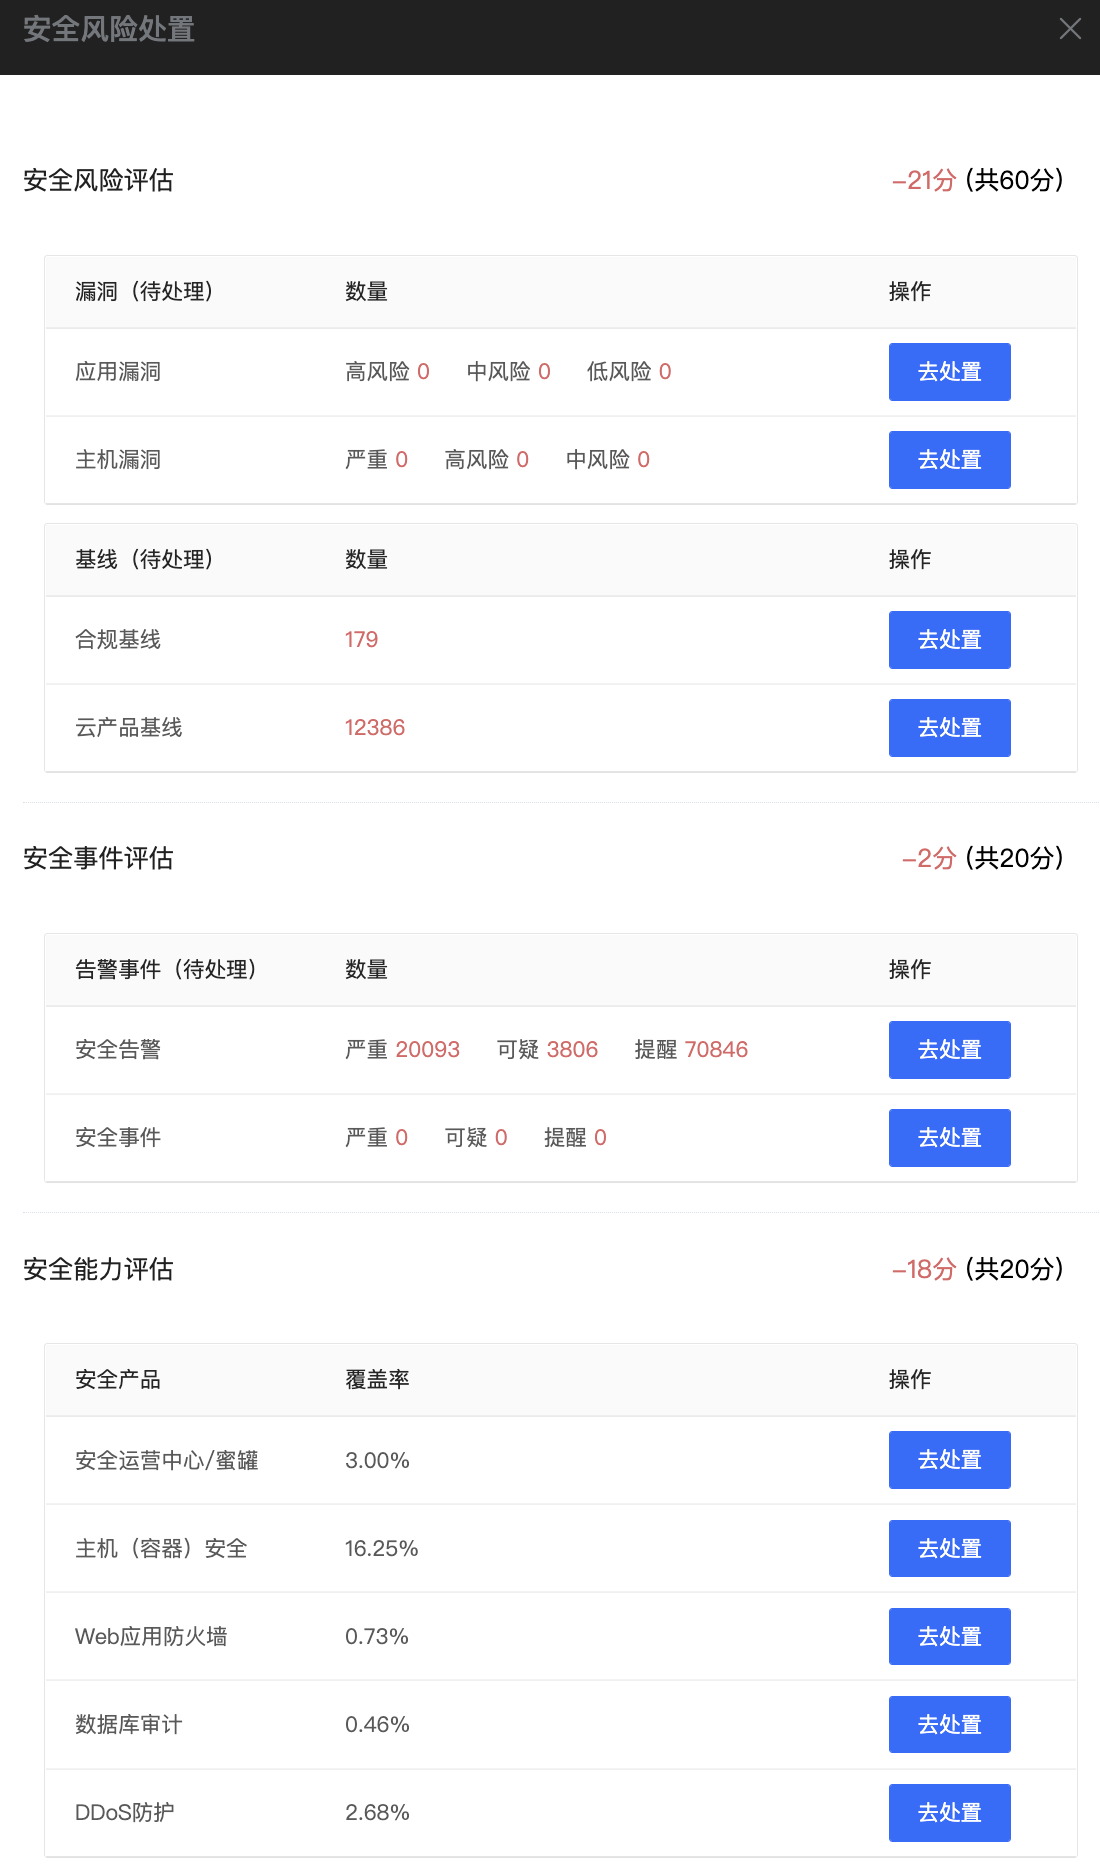 安全风险处置
安全风险评估 -21分 (共60分)
漏洞（待处理） 数量 操作
应用漏洞 高风险 0 中风险 0 低风险 0 去处置
主机漏洞 严重 0 高风险 0 中风险 0 去处置
基线（待处理） 数量 操作
合规基线 179 去处置
云产品基线 12386 去处置
安全事件评估 -2分 (共20分)
告警事件（待处理） 数量 操作
安全告警 严重 20093 可疑 3806 提醒 70846 去处置
安全事件 严重 0 可疑 0 提醒 0 去处置
安全能力评估 -18分 (共20分)
安全产品 覆盖率 操作
安全运营中心/蜜罐 3.00% 去处置
主机（容器）安全 16.25% 去处置
Web应用防火墙 0.73% 去处置
数据库审计 0.46% 去处置
DDoS防护 2.68% 去处置